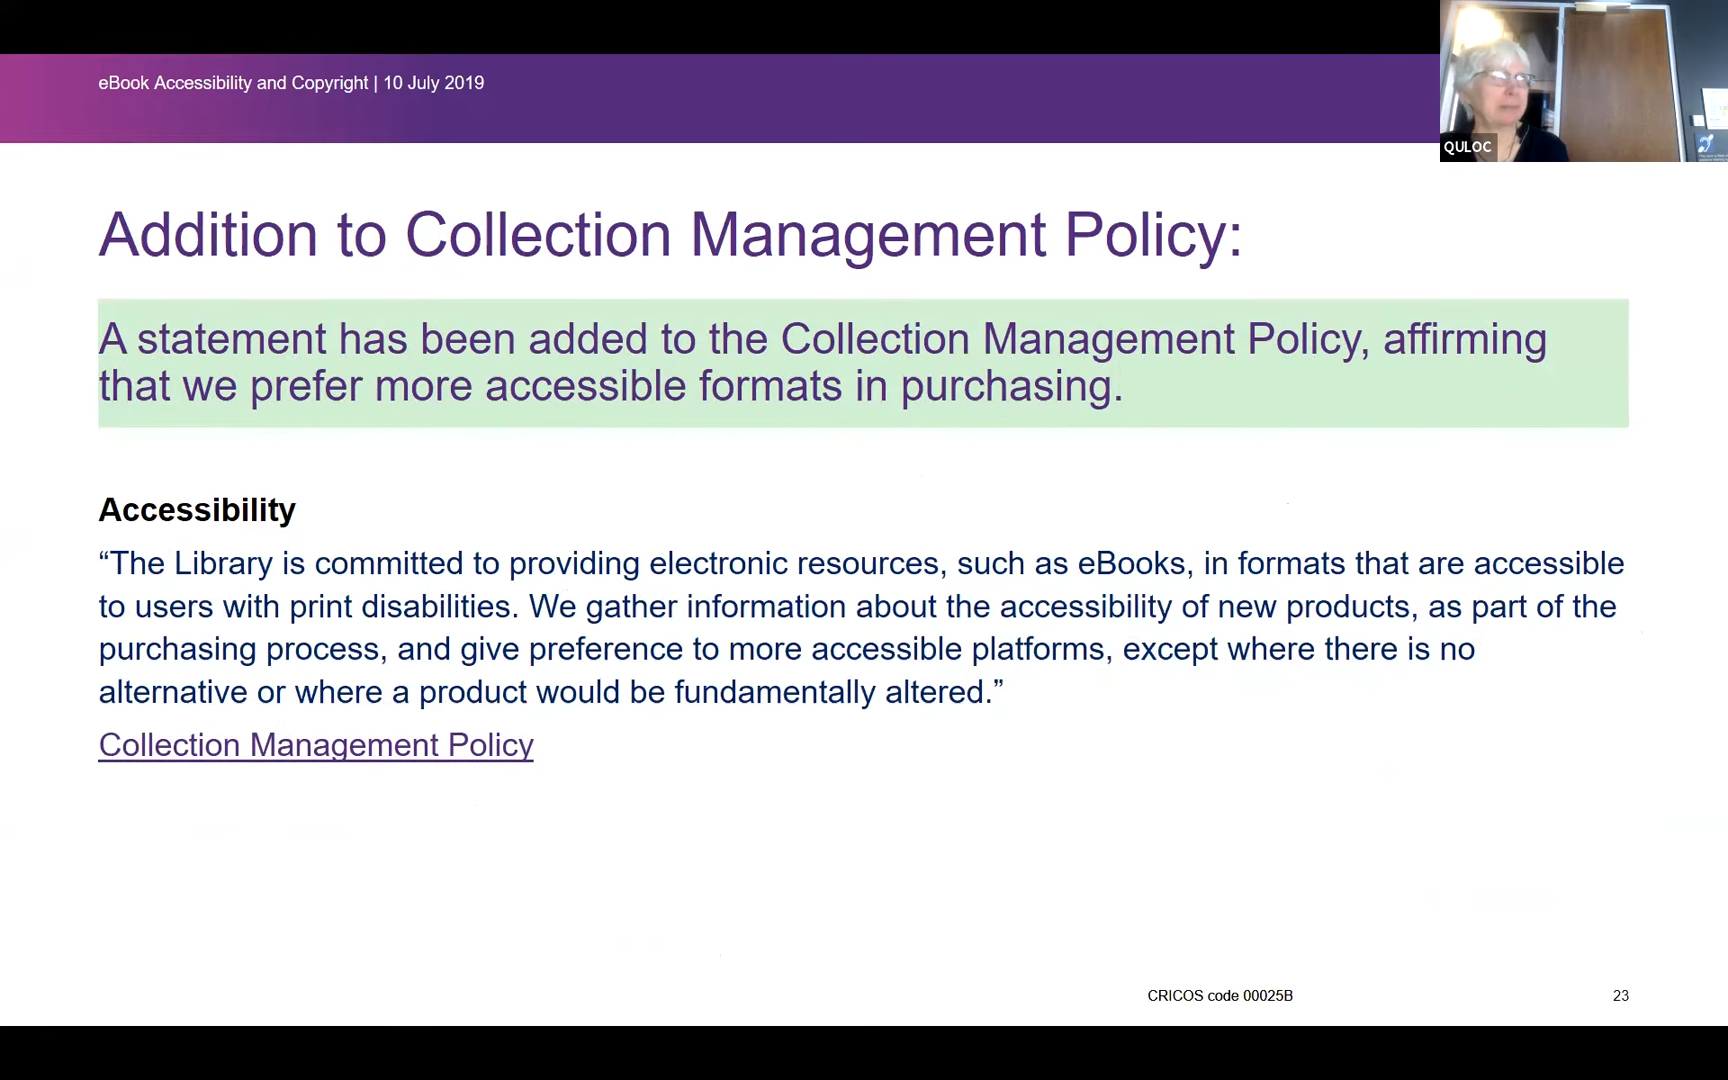 eBook Accessibility and Copyright | 10 July 2019
QULOC
Addition to Collection Management Policy:
A statement has been added to the Collection Management Policy, affirming
that we prefer more accessible formats in purchasing.
Accessibility
“The Library is committed to providing electronic resources, such as eBooks, in formats that are accessible
to users with print disabilities. We gather information about the accessibility of new products, as part of the
purchasing process, and give preference to more accessible platforms, except where there is no
alternative or where a product would be fundamentally altered.”
Collection Management Policy
CRICOS code 00025B
23